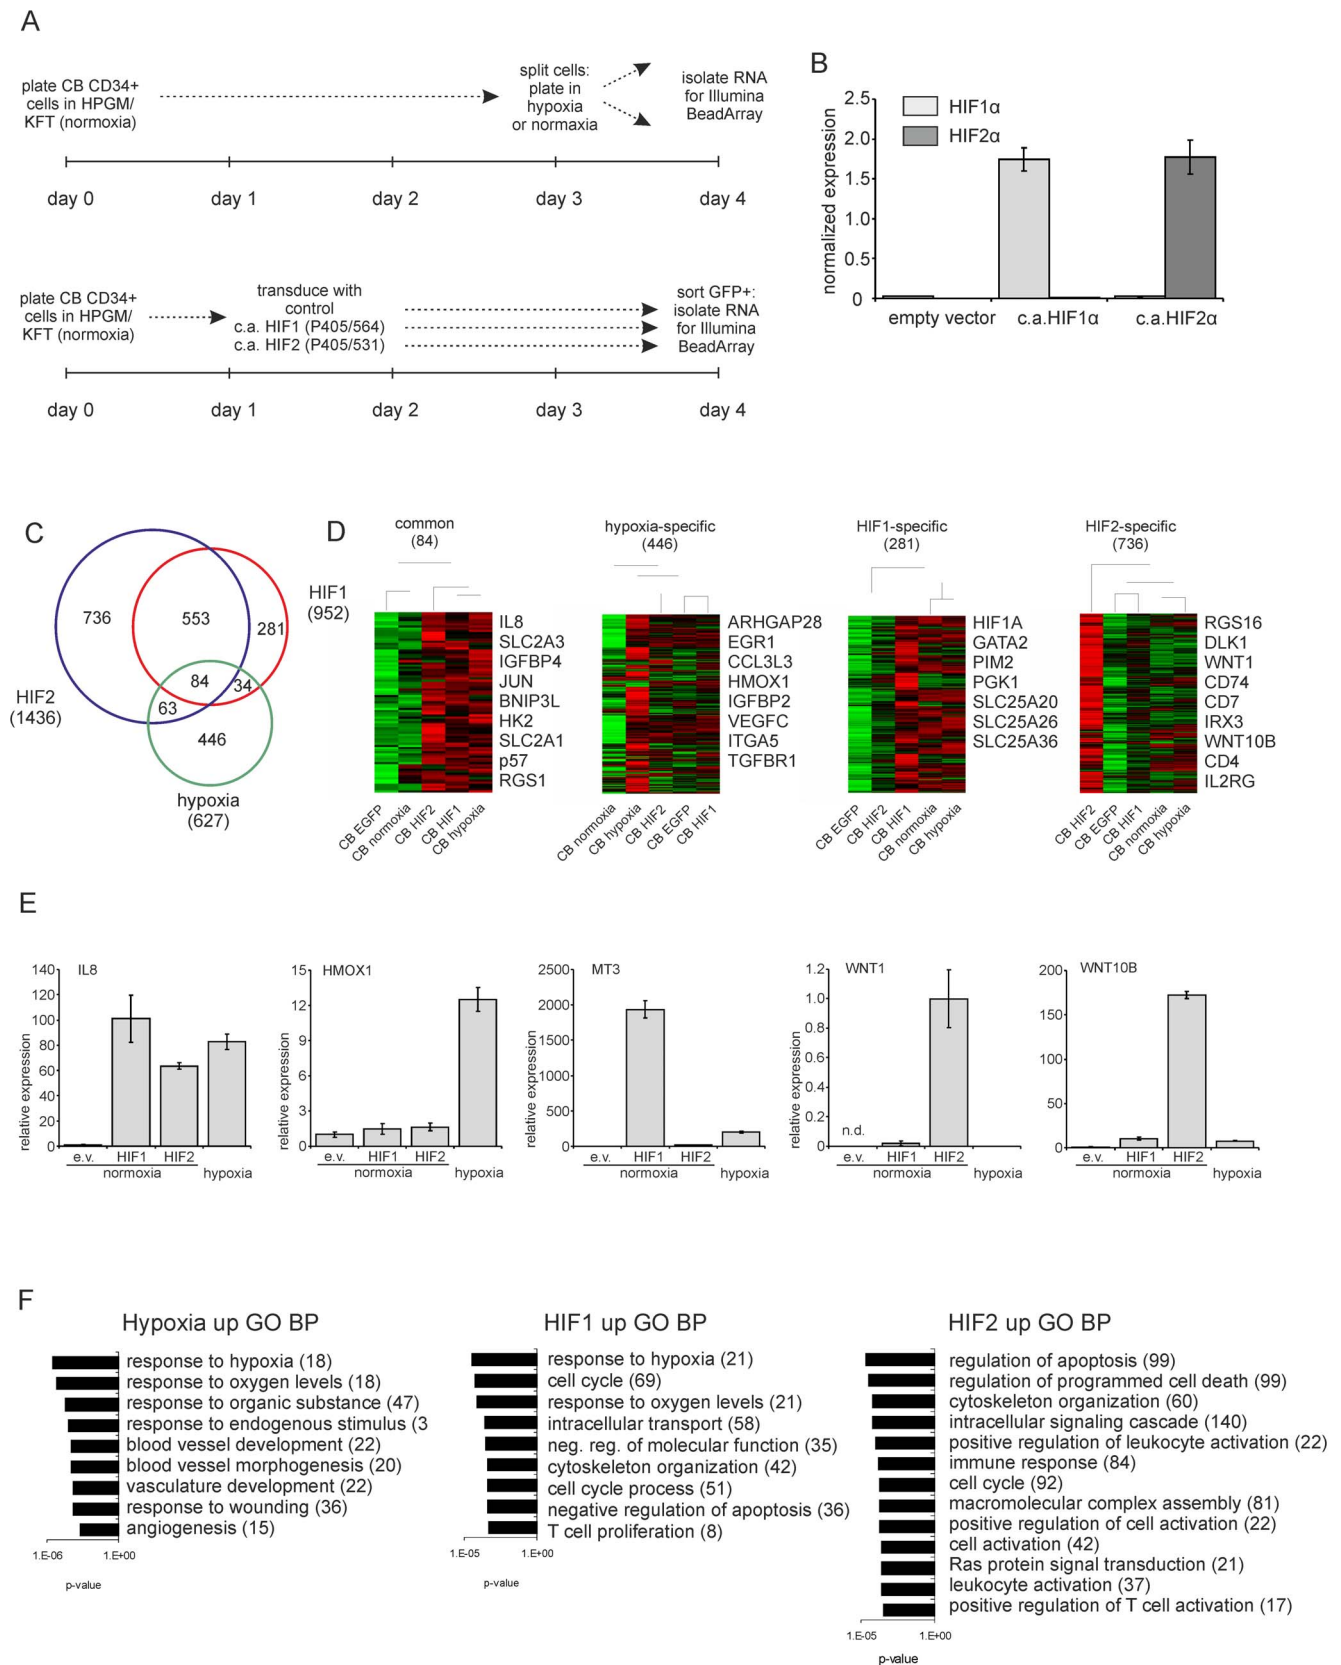 A
plate CB CD34+
cells in HPGM/
KFT (normoxia)
split cells:
plate in
hypoxia
or normaxia
isolate RNA
for Illumina
BeadArray
day 0
day 1
day 2
day 3
day 4
plate CB CD34+
cells in HPGM/
KFT (normoxia)
transduce with
control
c.a. HIF1 (P405/564)
c.a. HIF2 (P405/531)
sort GFP+:
isolate RNA
for Illumina
BeadArray
day 0
day 1
day 2
day 3
day 4
B
normalized expression
2.5
2.0
1.5
1.0
0.5
0
HIF1α
HIF2α
empty vector
c.a.HIF1α
c.a.HIF2α
C
736
553
281
84
34
63
446
HIF1
(952)
HIF2
(1436)
hypoxia
(627)
D
common
(84)
IL8
SLC2A3
IGFBP4
JUN
BNIP3L
HK2
SLC2A1
p57
RGS1
CB EGFP
CB normoxia
CB HIF2
CB HIF1
CB hypoxia
hypoxia-specific
(446)
ARHGAP28
EGR1
CCL3L3
HMOX1
IGFBP2
VEGFC
ITGA5
TGFBR1
CB normoxia
CB hypoxia
CB HIF2
CB EGFP
CB HIF1
HIF1-specific
(281)
HIF1A
GATA2
PIM2
PGK1
SLC25A20
SLC25A26
SLC25A36
CB EGFP
CB HIF2
CB HIF1
CB normoxia
CB hypoxia
HIF2-specific
(736)
RGS16
DLK1
WNT1
CD74
CD7
IRX3
WNT10B
CD4
IL2RG
CB HIF2
CB EGFP
CB HIF1
CB normoxia
CB hypoxia
E
IL8
relative expression
140
120
100
80
60
40
20
0
e.v.
HIF1
HIF2
normoxia
hypoxia
HMOX1
relative expression
15
12
9
6
3
0
e.v.
HIF1
HIF2
normoxia
hypoxia
MT3
relative expression
2500
2000
1500
1000
500
0
e.v.
HIF1
HIF2
normoxia
hypoxia
WNT1
relative expression
1.2
1.0
0.8
0.6
0.4
0.2
0
n.d.
e.v.
HIF1
HIF2
normoxia
hypoxia
WNT10B
relative expression
200
150
100
50
0
e.v.
HIF1
HIF2
normoxia
hypoxia
F
Hypoxia up GO BP
response to hypoxia (18)
response to oxygen levels (18)
response to organic substance (47)
response to endogenous stimulus (3
blood vessel development (22)
blood vessel morphogenesis (20)
vasculature development (22)
response to wounding (36)
angiogenesis (15)
1.E-06
1.E+00
p-value
HIF1 up GO BP
response to hypoxia (21)
cell cycle (69)
response to oxygen levels (21)
intracellular transport (58)
neg. reg. of molecular function (35)
cytoskeleton organization (42)
cell cycle process (51)
negative regulation of apoptosis (36)
T cell proliferation (8)
1.E-05
1.E+00
p-value
HIF2 up GO BP
regulation of apoptosis (99)
regulation of programmed cell death (99)
cytoskeleton organization (60)
intracellular signaling cascade (140)
positive regulation of leukocyte activation (22)
immune response (84)
cell cycle (92)
macromolecular complex assembly (81)
positive regulation of cell activation (22)
cell activation (42)
Ras protein signal transduction (21)
leukocyte activation (37)
positive regulation of T cell activation (17)
1.E-05
1.E+00
p-value